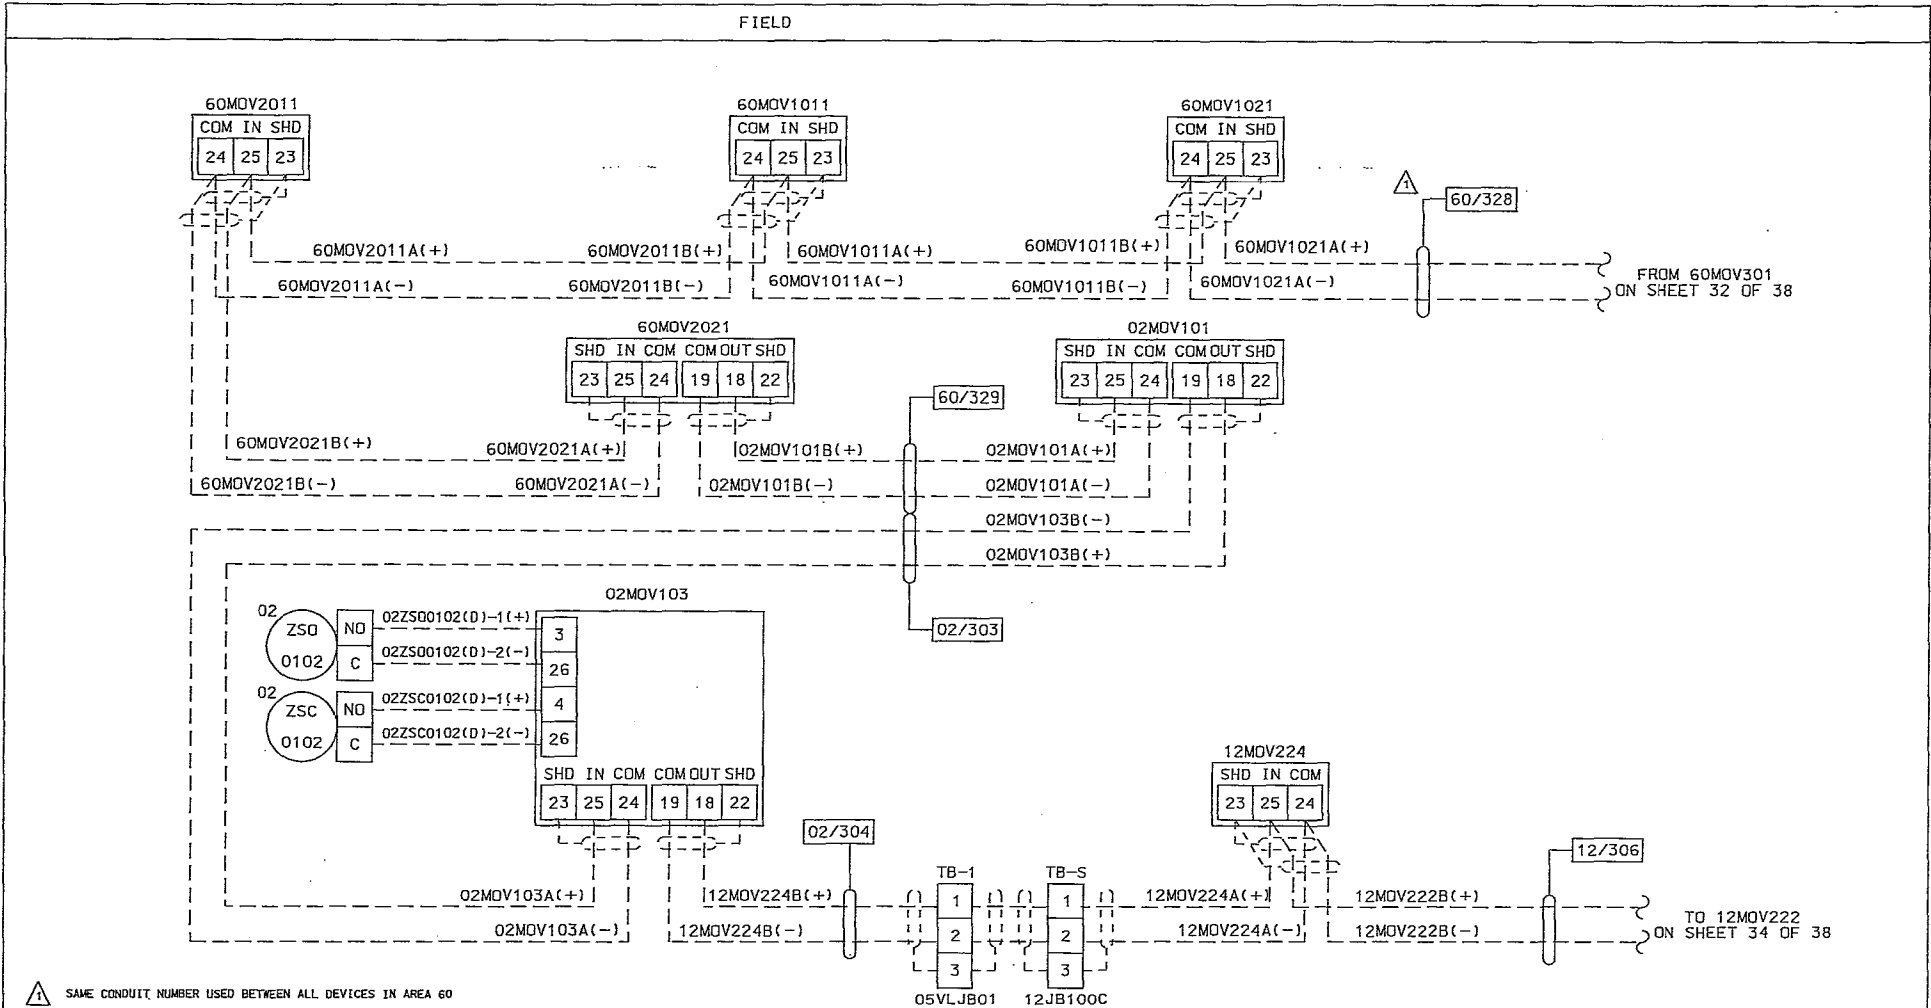 FIELD
60MOV2011
COM IN SHD
24 25 23
60MOV1011
COM IN SHD
24 25 23
60MOV1021
COM IN SHD
24 25 23
1
60/328
60MOV2011A(+)
60MOV2011B(+)
60MOV1011A(+)
60MOV1011B(+)
60MOV1021A(+)
60MOV2011A(-)
60MOV2011B(-)
60MOV1011A(-)
60MOV1011B(-)
60MOV1021A(-)
FROM 60MOV301
ON SHEET 32 OF 38
60MOV2021
SHD IN COM COM OUT SHD
23 25 24 19 18 22
02MOV101
SHD IN COM COM OUT SHD
23 25 24 19 18 22
60/329
60MOV2021B(+)
60MOV2021A(+)
02MOV101B(+)
02MOV101A(+)
60MOV2021B(-)
60MOV2021A(-)
02MOV101B(-)
02MOV101A(-)
02MOV103B(-)
02MOV103B(+)
02/303
02MOV103
02
ZSO
0102
NO
C
02ZSO0102(D)-1(+)
02ZSO0102(D)-2(-)
3
26
02
ZSC
0102
NO
C
02ZSC0102(D)-1(+)
02ZSC0102(D)-2(-)
4
26
SHD IN COM COM OUT SHD
23 25 24 19 18 22
12MOV224
SHD IN COM
23 25 24
02/304
12/306
TB-1
1
2
3
05VLJB01
TB-S
1
2
3
12JB100C
02MOV103A(+)
12MOV224B(+)
12MOV224A(+)
12MOV222B(+)
02MOV103A(-)
12MOV224B(-)
12MOV224A(-)
12MOV222B(-)
TO 12MOV222
ON SHEET 34 OF 38
1 SAME CONDUIT NUMBER USED BETWEEN ALL DEVICES IN AREA 60